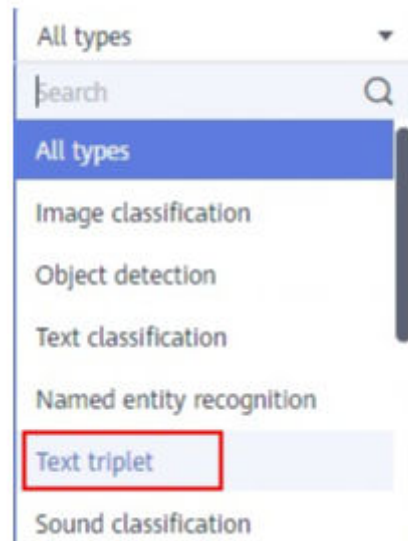 All types
Search
All types
Image classification
Object detection
Text classification
Named entity recognition
Text triplet
Sound classification